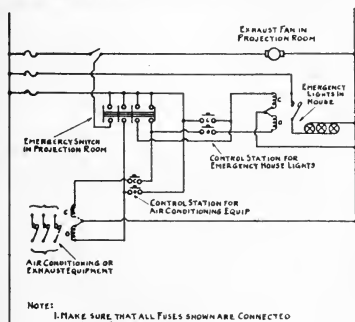 EXHAUST FAN IN
PROJECTION ROOM
EMERGENCY
LIGHTS IN
HOUSE
C
O
EMERGENCY SWITCH
IN PROJECTION ROOM
CONTROL STATION FOR
EMERGENCY HOUSE LIGHTS
CONTROL STATION FOR
AIR CONDITIONING EQUIP
C
O
AIR CONDITIONING OR
EXHAUST EQUIPMENT
NOTE:
1. MAKE SURE THAT ALL FUSES SHOWN ARE CONNECTED